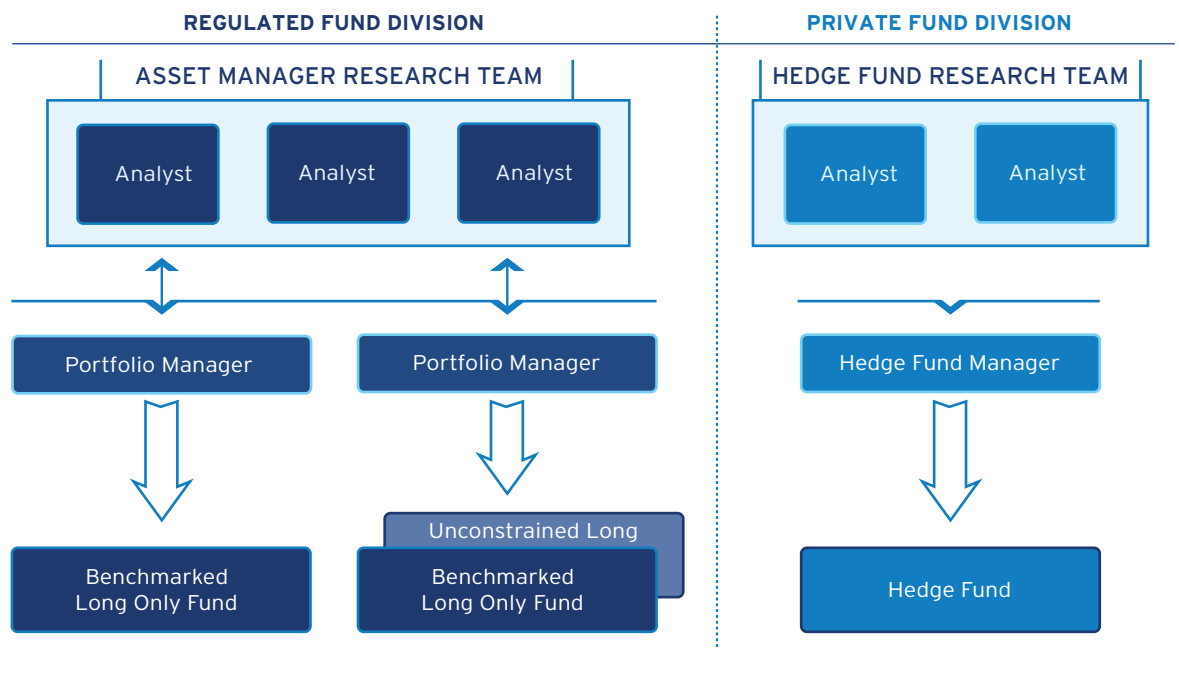 REGULATED FUND DIVISION
PRIVATE FUND DIVISION
ASSET MANAGER RESEARCH TEAM
HEDGE FUND RESEARCH TEAM
Analyst
Analyst
Analyst
Analyst
Analyst
Portfolio Manager
Portfolio Manager
Hedge Fund Manager
Unconstrained Long
Benchmarked
Long Only Fund
Benchmarked
Long Only Fund
Hedge Fund